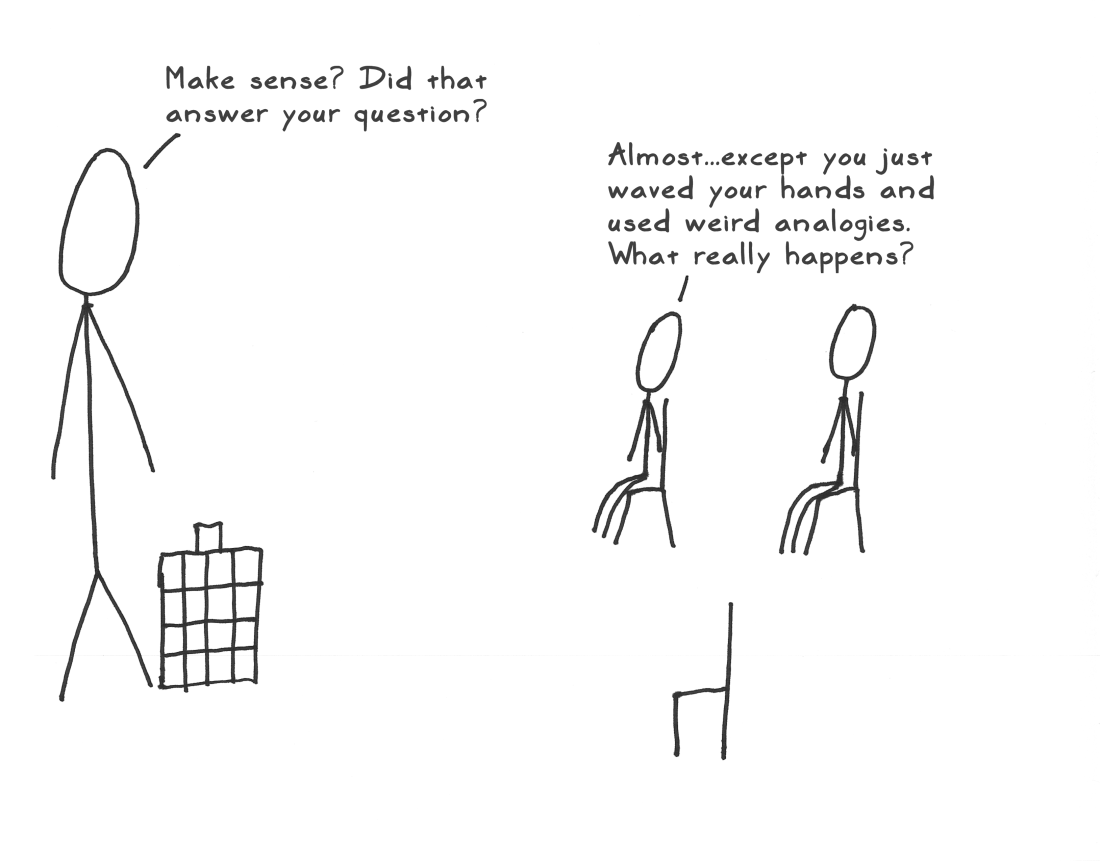 Make sense? Did that
answer your question?
Almost...except you just
waved your hands and
used weird analogies.
What really happens?